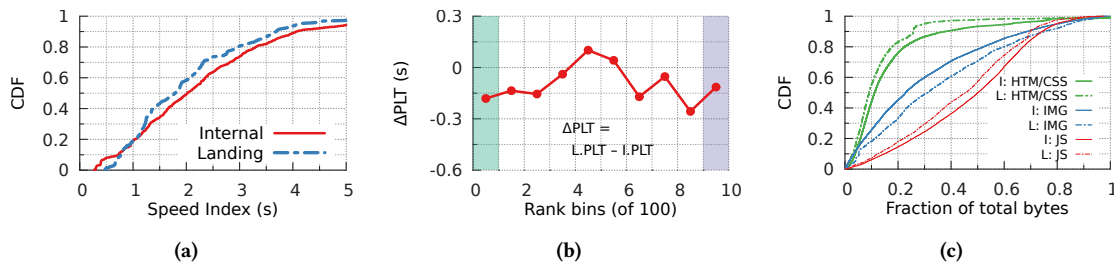 1
0.8
0.6
0.4
0.2
0
CDF
Internal
Landing
0 1 2 3 4 5
Speed Index (s)
(a)
0.3
0
-0.3
-0.6
ΔPLT (s)
ΔPLT =
L.PLT – I.PLT
0 2 4 6 8 10
Rank bins (of 100)
(b)
1
0.8
0.6
0.4
0.2
0
CDF
I: HTM/CSS
L: HTM/CSS
I: IMG
L: IMG
I: JS
L: JS
0 0.2 0.4 0.6 0.8 1
Fraction of total bytes
(c)